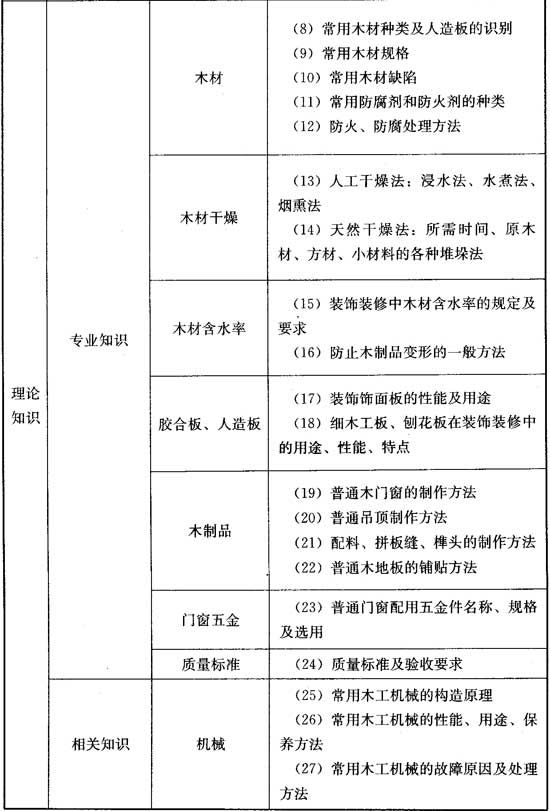 理论
知识
专业知识
木材
(8) 常用木材种类及人造板的识别
(9) 常用木材规格
(10) 常用木材缺陷
(11) 常用防腐剂和防火剂的种类
(12) 防火、防腐处理方法
木材干燥
(13) 人工干燥法：浸水法、水煮法、
烟熏法
(14) 天然干燥法：所需时间、原木
材、方材、小材料的各种堆垛法
木材含水率
(15) 装饰装修中木材含水率的规定及
要求
(16) 防止木制品变形的一般方法
胶合板、人造板
(17) 装饰饰面板的性能及用途
(18) 细木工板、刨花板在装饰装修中
的用途、性能、特点
木制品
(19) 普通木门窗的制作方法
(20) 普通吊顶制作方法
(21) 配料、拼板缝、榫头的制作方法
(22) 普通木地板的铺贴方法
门窗五金
(23) 普通门窗配用五金件名称、规格
及选用
质量标准
(24) 质量标准及验收要求
相关知识
机械
(25) 常用木工机械的构造原理
(26) 常用木工机械的性能、用途、保
养方法
(27) 常用木工机械的故障原因及处理
方法